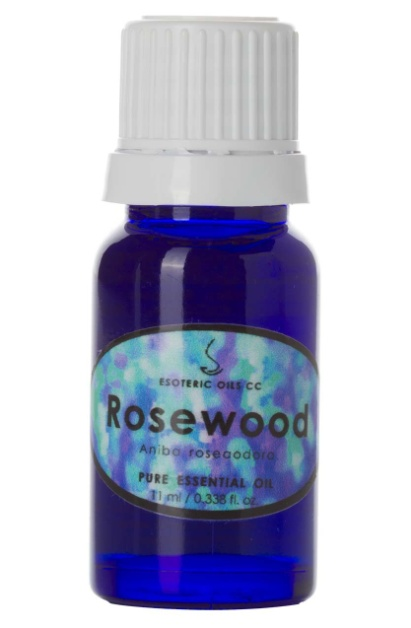 ESOTERIC OILS CC
Rosewood
Aniba roseaodora
PURE ESSENTIAL OIL
11 ml / 0.338 fl. oz